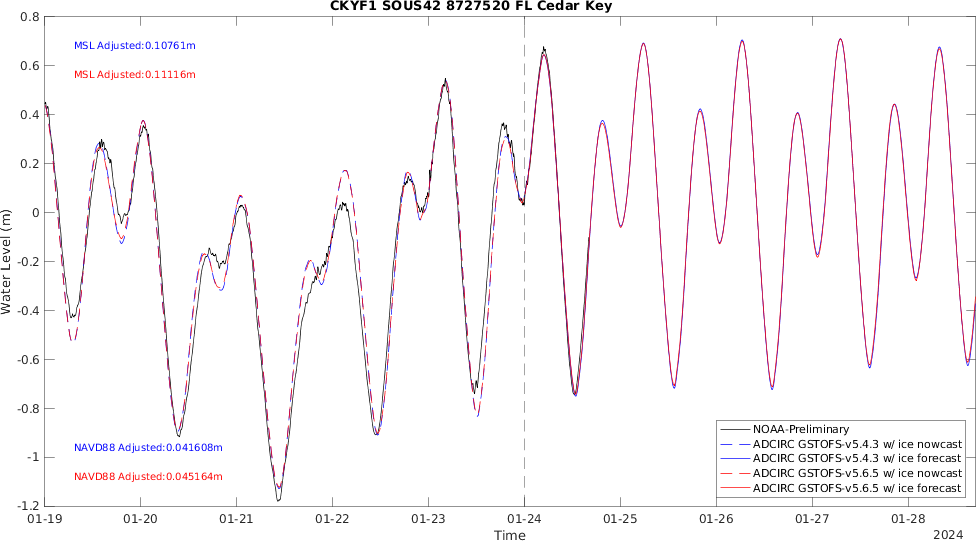 CKYF1 SOUS42 8727520 FL Cedar Key
0.8
0.6
0.4
0.2
0
-0.2
-0.4
-0.6
-0.8
-1
-1.2
Water Level (m)
MSL Adjusted:0.10761m
MSL Adjusted:0.11116m
NAVD88 Adjusted:0.041608m
NAVD88 Adjusted:0.045164m
NOAA-Preliminary
ADCIRC GSTOFS-v5.4.3 w/ ice nowcast
ADCIRC GSTOFS-v5.4.3 w/ ice forecast
ADCIRC GSTOFS-v5.6.5 w/ ice nowcast
ADCIRC GSTOFS-v5.6.5 w/ ice forecast
01-19 01-20 01-21 01-22 01-23 01-24 01-25 01-26 01-27 01-28
Time
2024